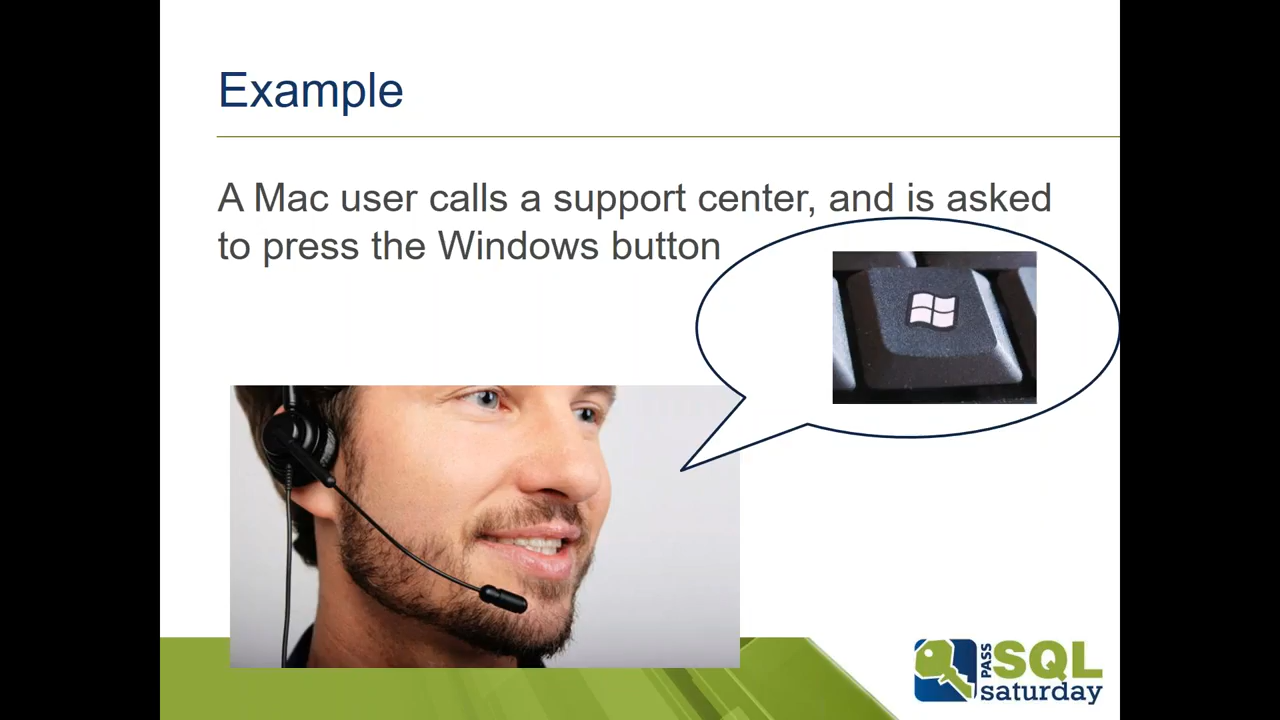 Example
A Mac user calls a support center, and is asked
to press the Windows button
PASS
SQL
saturday